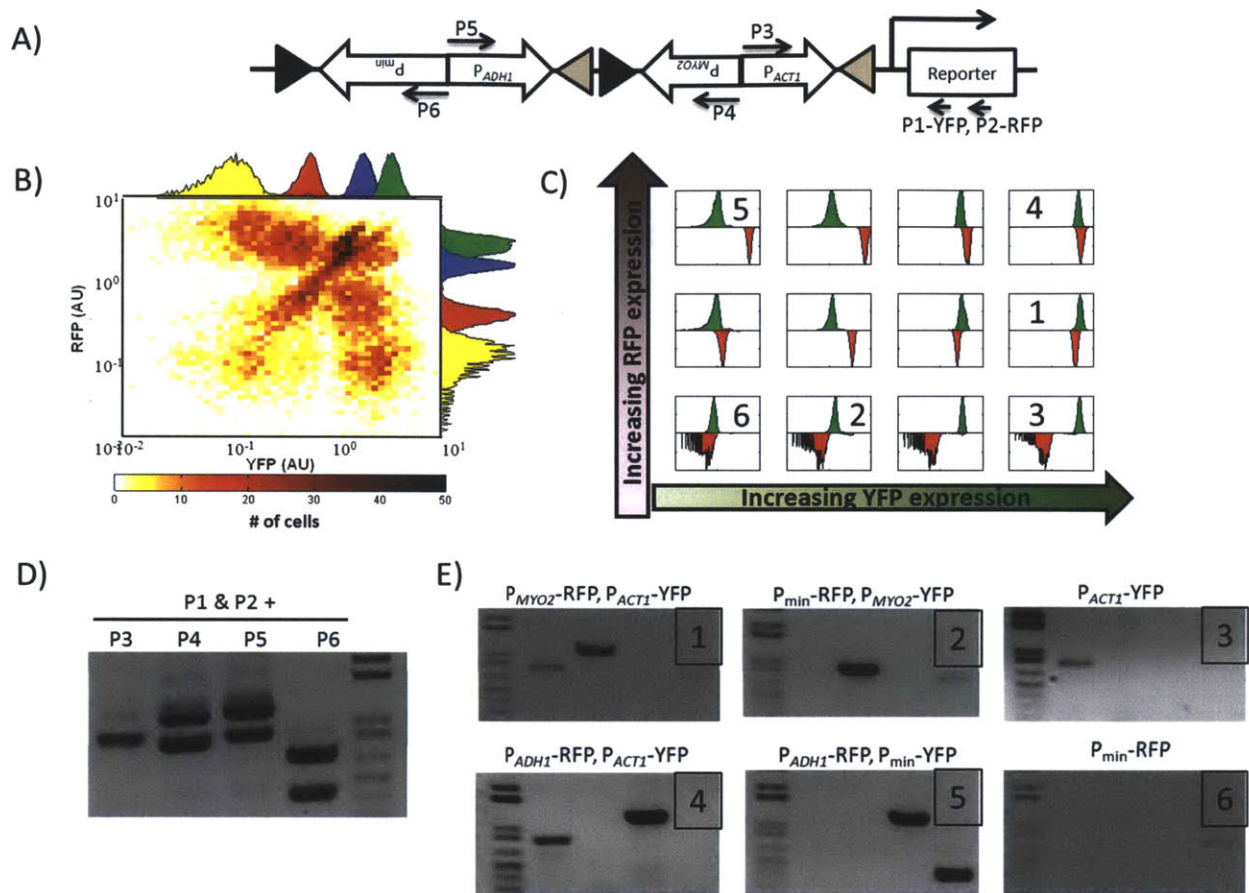 A)
P5
P3
Pmin
PADH1
PMYO2
PACT1
Reporter
P6
P4
P1-YFP, P2-RFP
B)
10^1
10^0
10^-1
RFP (AU)
10^-2
10^-2
10^-1
10^0
10^1
YFP (AU)
0
10
20
30
40
50
# of cells
C)
Increasing RFP expression
5
4
1
6
2
3
Increasing YFP expression
D)
P1 & P2 +
P3
P4
P5
P6
E)
PMYO2-RFP, PACT1-YFP
Pmin-RFP, PMYO2-YFP
PACT1-YFP
1
2
3
PADH1-RFP, PACT1-YFP
PADH1-RFP, Pmin-YFP
Pmin-RFP
4
5
6